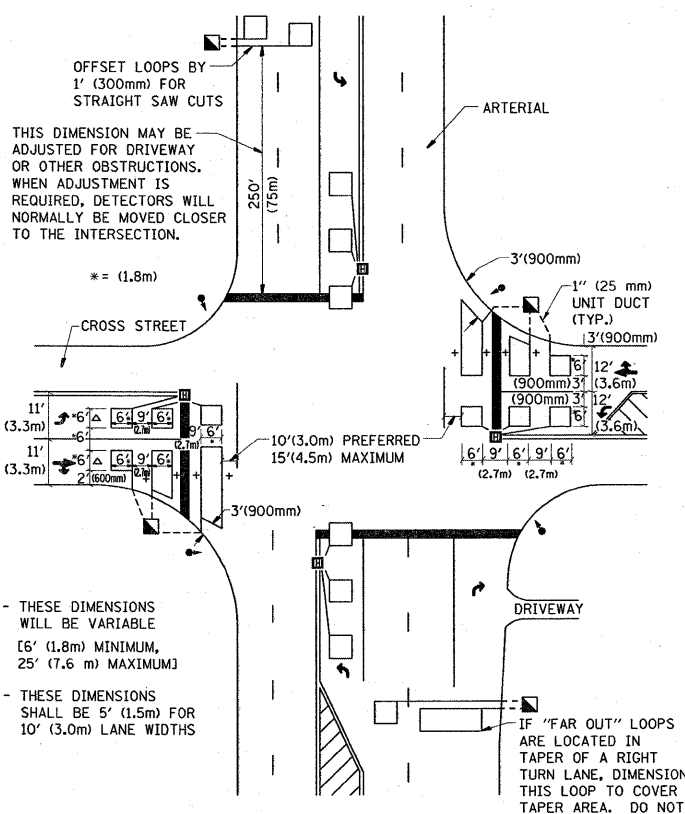 OFFSET LOOPS BY
1' (300mm) FOR
STRAIGHT SAW CUTS
THIS DIMENSION MAY BE
ADJUSTED FOR DRIVEWAY
OR OTHER OBSTRUCTIONS.
WHEN ADJUSTMENT IS
REQUIRED, DETECTORS WILL
NORMALLY BE MOVED CLOSER
TO THE INTERSECTION.
250'
(75m)
ARTERIAL
* = (1.8m)
3'(900mm)
1" (25 mm)
UNIT DUCT
(TYP.)
CROSS STREET
3'(900mm)
*6'
12'
(3.6m)
(900mm) 3'
(900mm) 3'
12'
(3.6m)
*6'
6' 9' 6' 9' 6'
* * *
(2.7m) (2.7m)
11'
(3.3m)
*6'
△
6' 9' 6'
(2.7m)
*6'
9' 6'
(2.7m) *
11'
(3.3m)
*6'
△
6' 9' 6'
(2.7m)
2' (600mm)
10'(3.0m) PREFERRED
15'(4.5m) MAXIMUM
3'(900mm)
- THESE DIMENSIONS
WILL BE VARIABLE
[6' (1.8m) MINIMUM,
25' (7.6 m) MAXIMUM]
- THESE DIMENSIONS
SHALL BE 5' (1.5m) FOR
10' (3.0m) LANE WIDTHS
DRIVEWAY
IF "FAR OUT" LOOPS
ARE LOCATED IN
TAPER OF A RIGHT
TURN LANE, DIMENSION
THIS LOOP TO COVER
TAPER AREA. DO NOT